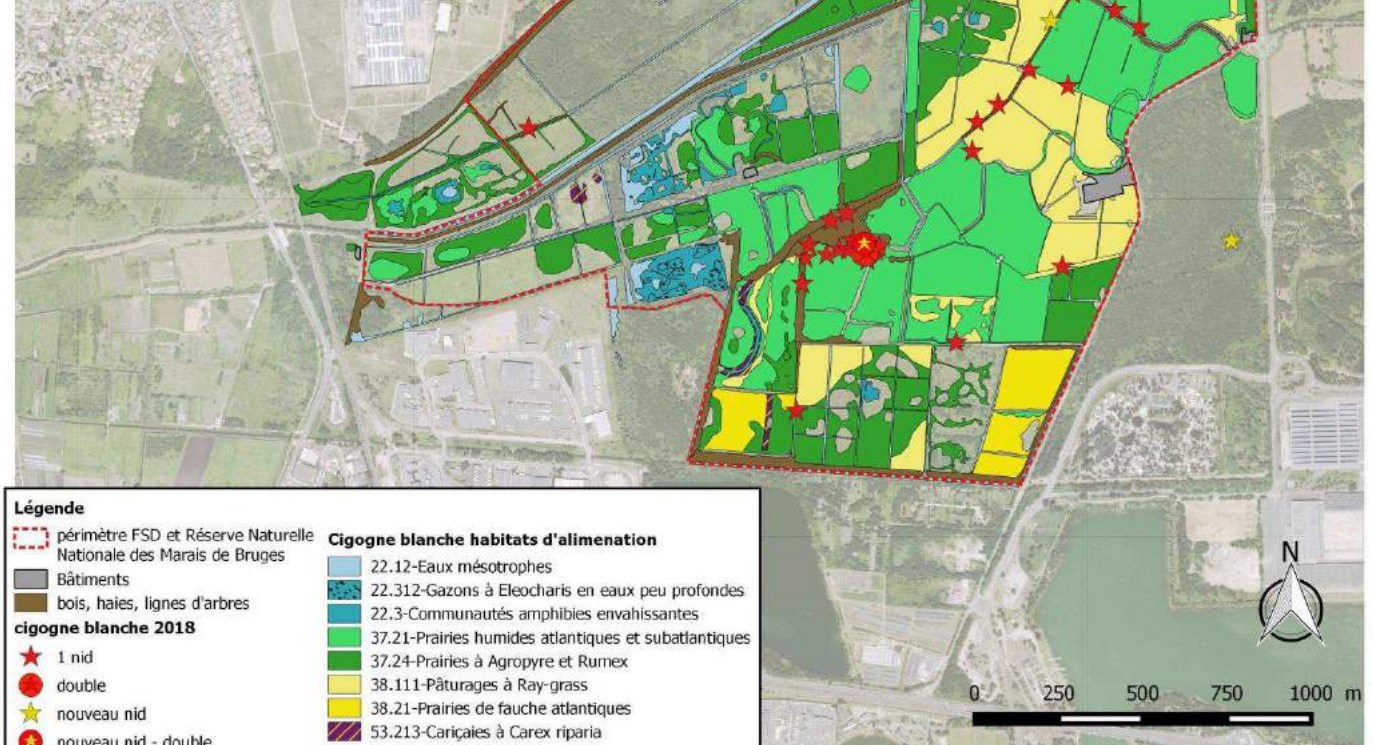 Légende
périmètre FSD et Réserve Naturelle
Nationale des Marais de Bruges
Bâtiments
bois, haies, lignes d'arbres
cigogne blanche 2018
1 nid
double
nouveau nid
nouveau nid - double
Cigogne blanche habitats d'alimenation
22.12-Eaux mésotrophes
22.312-Gazons à Eleocharis en eaux peu profondes
22.3-Communautés amphibies envahissantes
37.21-Prairies humides atlantiques et subatlantiques
37.24-Prairies à Agropyre et Rumex
38.111-Pâturages à Ray-grass
38.21-Prairies de fauche atlantiques
53.213-Cariçaies à Carex riparia
N
0 250 500 750 1000 m